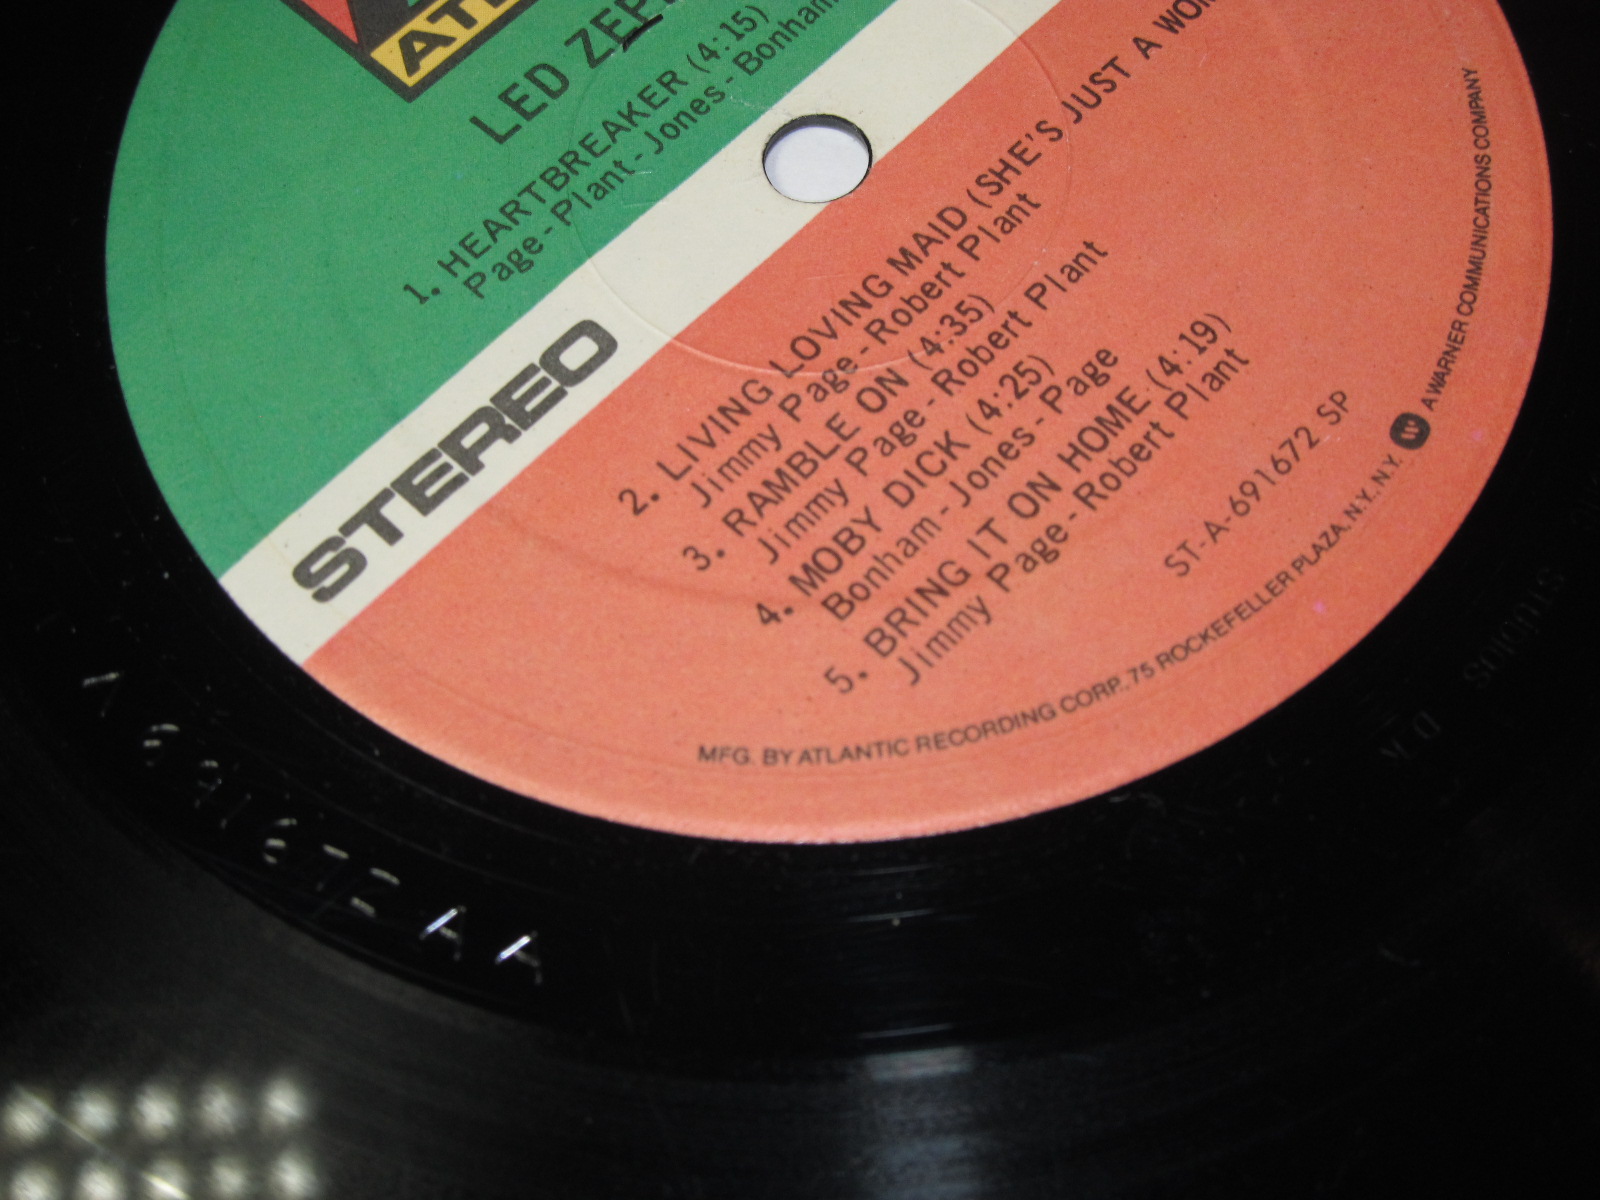 ATL
LED ZEP
1. HEARTBREAKER (4:15)
Page-Plant-Jones-Bonham
STEREO
2. LIVING LOVING MAID (SHE'S JUST A WOM
Jimmy Page-Robert Plant
3. RAMBLE ON (4:35)
Jimmy Page-Robert Plant
4. MOBY DICK (4:25)
Bonham-Jones-Page
5. BRING IT ON HOME (4:19)
Jimmy Page-Robert Plant
ST-A-691672 SP
MFG. BY ATLANTIC RECORDING CORP., 75 ROCKEFELLER PLAZA, N.Y., N.Y. W A WARNER COMMUNICATIONS COMPANY
A 691672 A A
STUDIOS